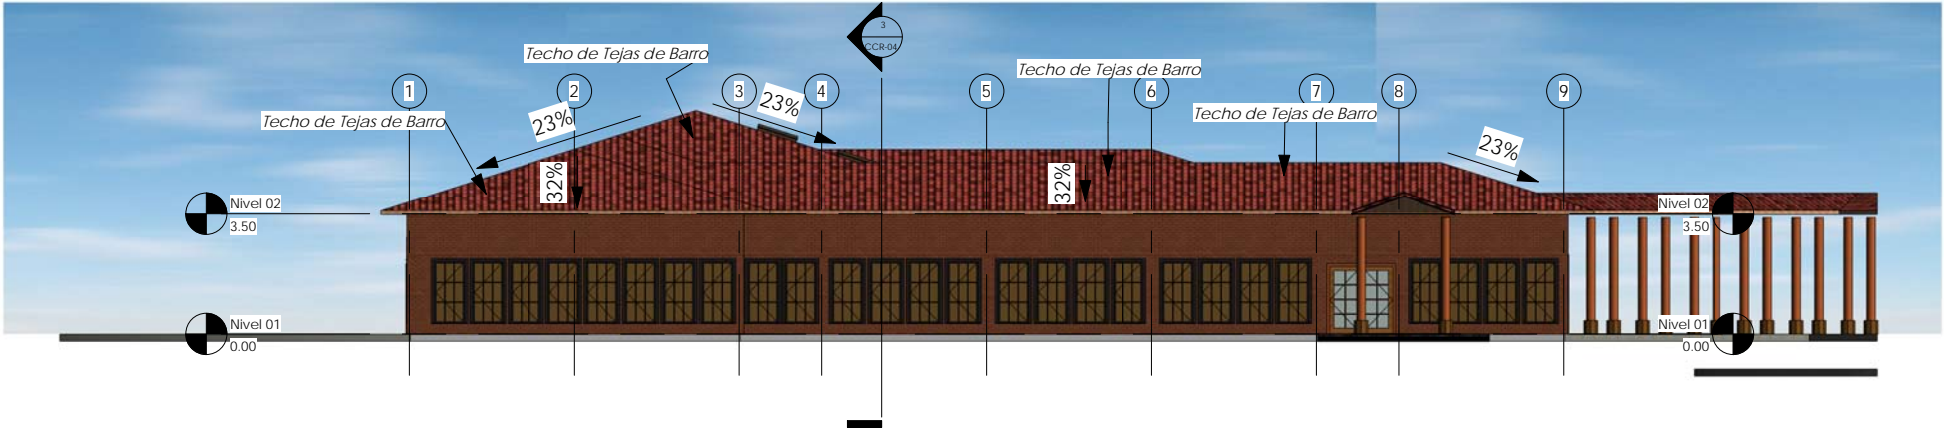 3
CCR-04
Techo de Tejas de Barro
Techo de Tejas de Barro
1
2
3
4
5
6
7
8
9
23%
Techo de Tejas de Barro
Techo de Tejas de Barro
23%
23%
32%
32%
Nivel 02
3.50
Nivel 02
3.50
Nivel 01
0.00
Nivel 01
0.00